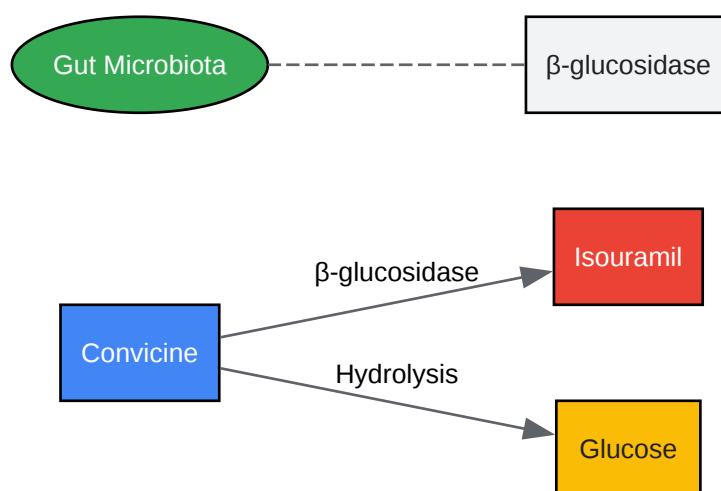 Gut Microbiota
β-glucosidase
Isouramil
β-glucosidase
Convicine
Hydrolysis
Glucose